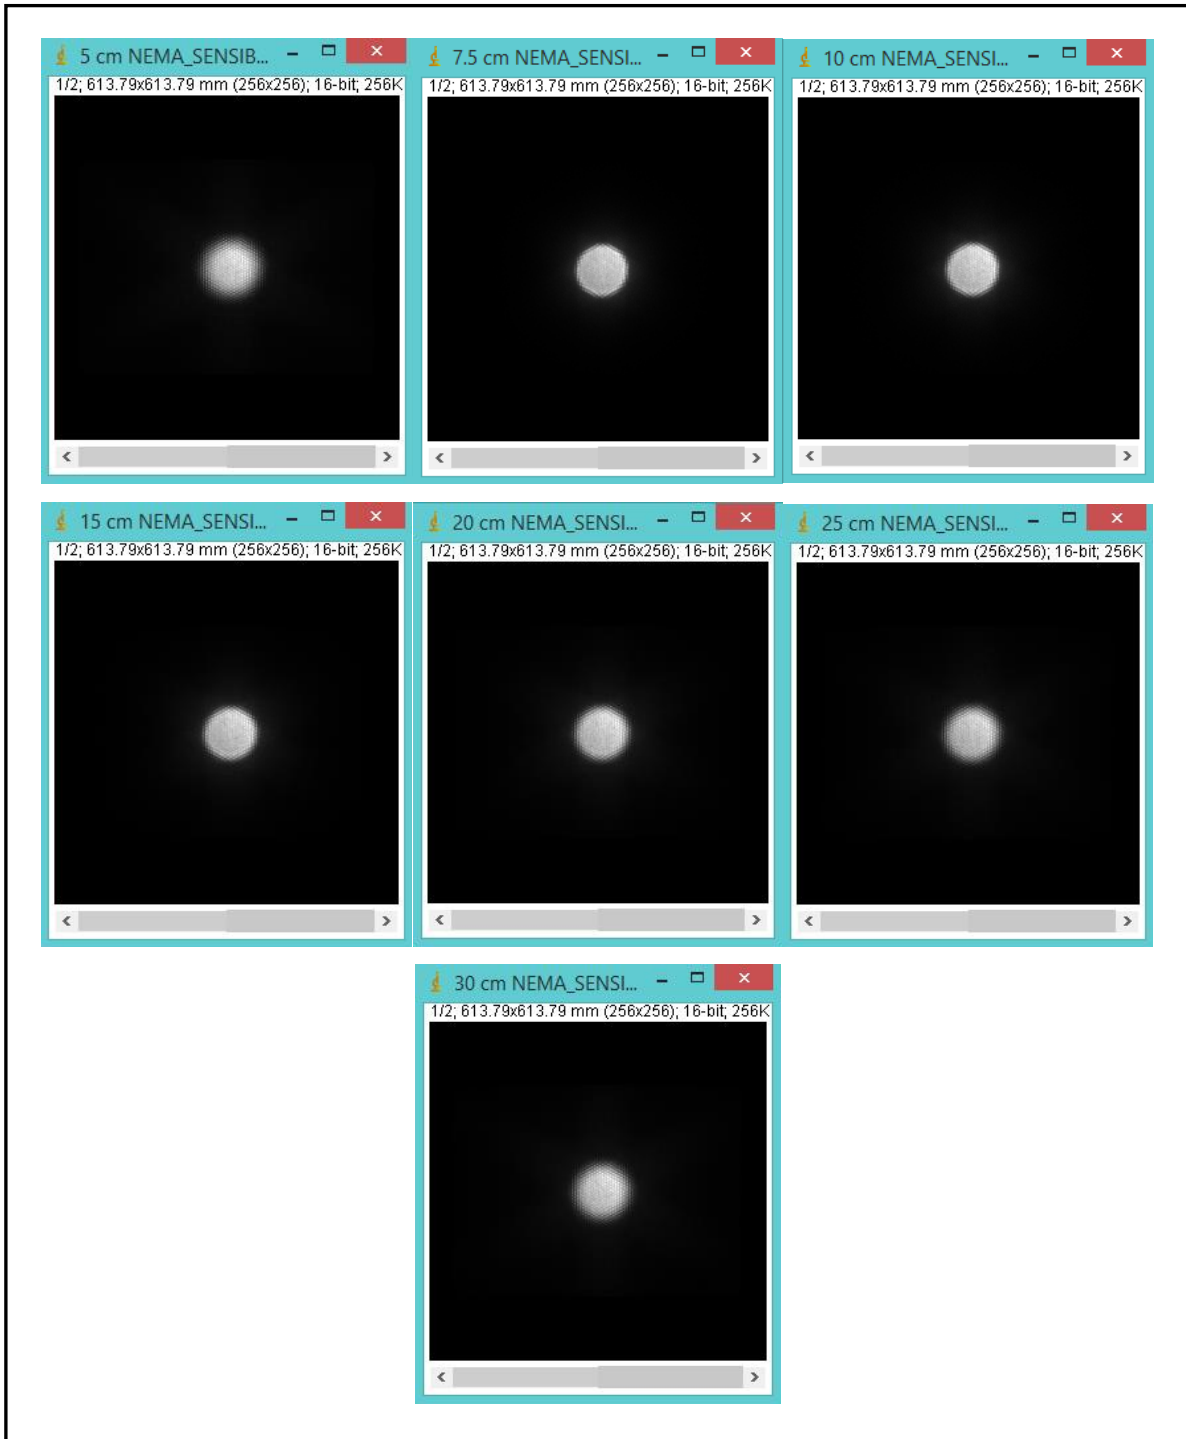 5 cm NEMA_SENSIB...
1/2; 613.79x613.79 mm (256x256); 16-bit; 256K
7.5 cm NEMA_SENSI...
1/2; 613.79x613.79 mm (256x256); 16-bit; 256K
10 cm NEMA_SENSI...
1/2; 613.79x613.79 mm (256x256); 16-bit; 256K
15 cm NEMA_SENSI...
1/2; 613.79x613.79 mm (256x256); 16-bit; 256K
20 cm NEMA_SENSI...
1/2; 613.79x613.79 mm (256x256); 16-bit; 256K
25 cm NEMA_SENSI...
1/2; 613.79x613.79 mm (256x256); 16-bit; 256K
30 cm NEMA_SENSI...
1/2; 613.79x613.79 mm (256x256); 16-bit; 256K